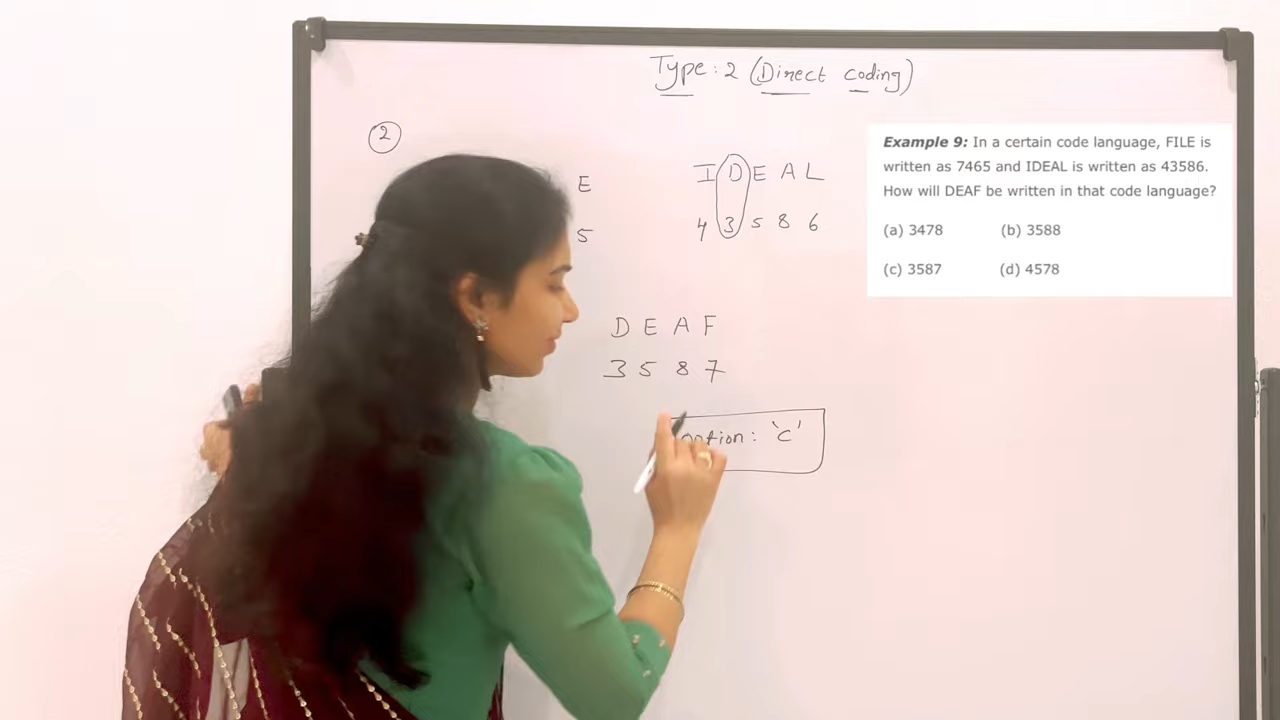 Type: 2 (Direct coding)
2
E
5
I D E A L
4 3 5 8 6
Example 9: In a certain code language, FILE is
written as 7465 and IDEAL is written as 43586.
How will DEAF be written in that code language?
(a) 3478 (b) 3588
(c) 3587 (d) 4578
D E A F
3 5 8 7
option: 'c'